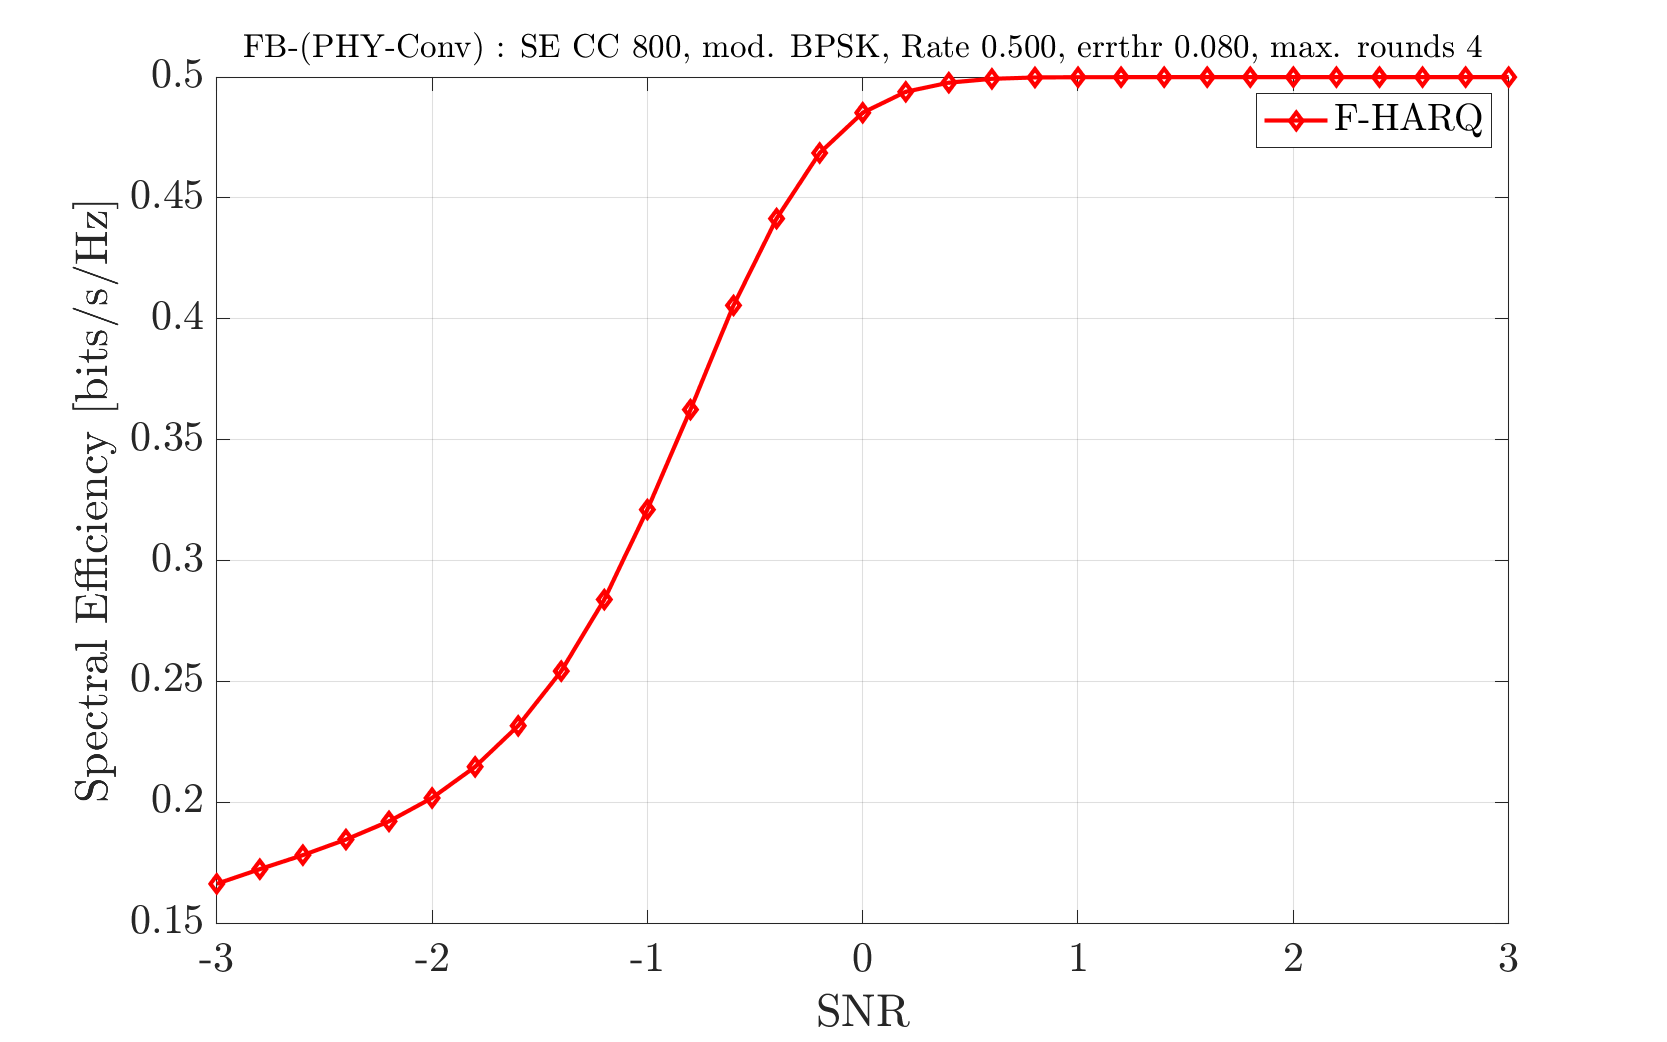 FB-(PHY-Conv) : SE CC 800, mod. BPSK, Rate 0.500, errthr 0.080, max. rounds 4
0.5
F-HARQ
0.45
0.4
0.35
0.3
0.25
0.2
0.15
Spectral Efficiency [bits/s/Hz]
-3 -2 -1 0 1 2 3
SNR